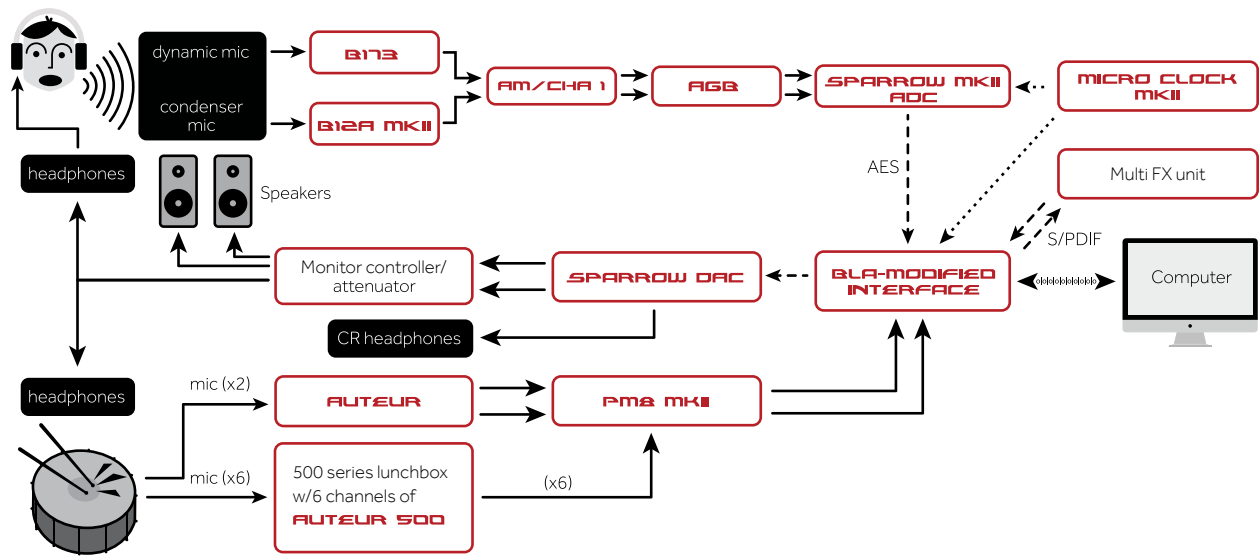 dynamic mic
condenser
mic
B173
B12A MKII
AM/CHA 1
AGB
SPARROW MKII
ADC
MICRO CLOCK
MKII
headphones
Speakers
AES
Multi FX unit
S/PDIF
Monitor controller/
attenuator
SPARROW DAC
BLA-MODIFIED
INTERFACE
Computer
CR headphones
headphones
mic (x2)
AUTEUR
PM8 MKII
mic (x6)
500 series lunchbox
w/6 channels of
AUTEUR 500
(x6)